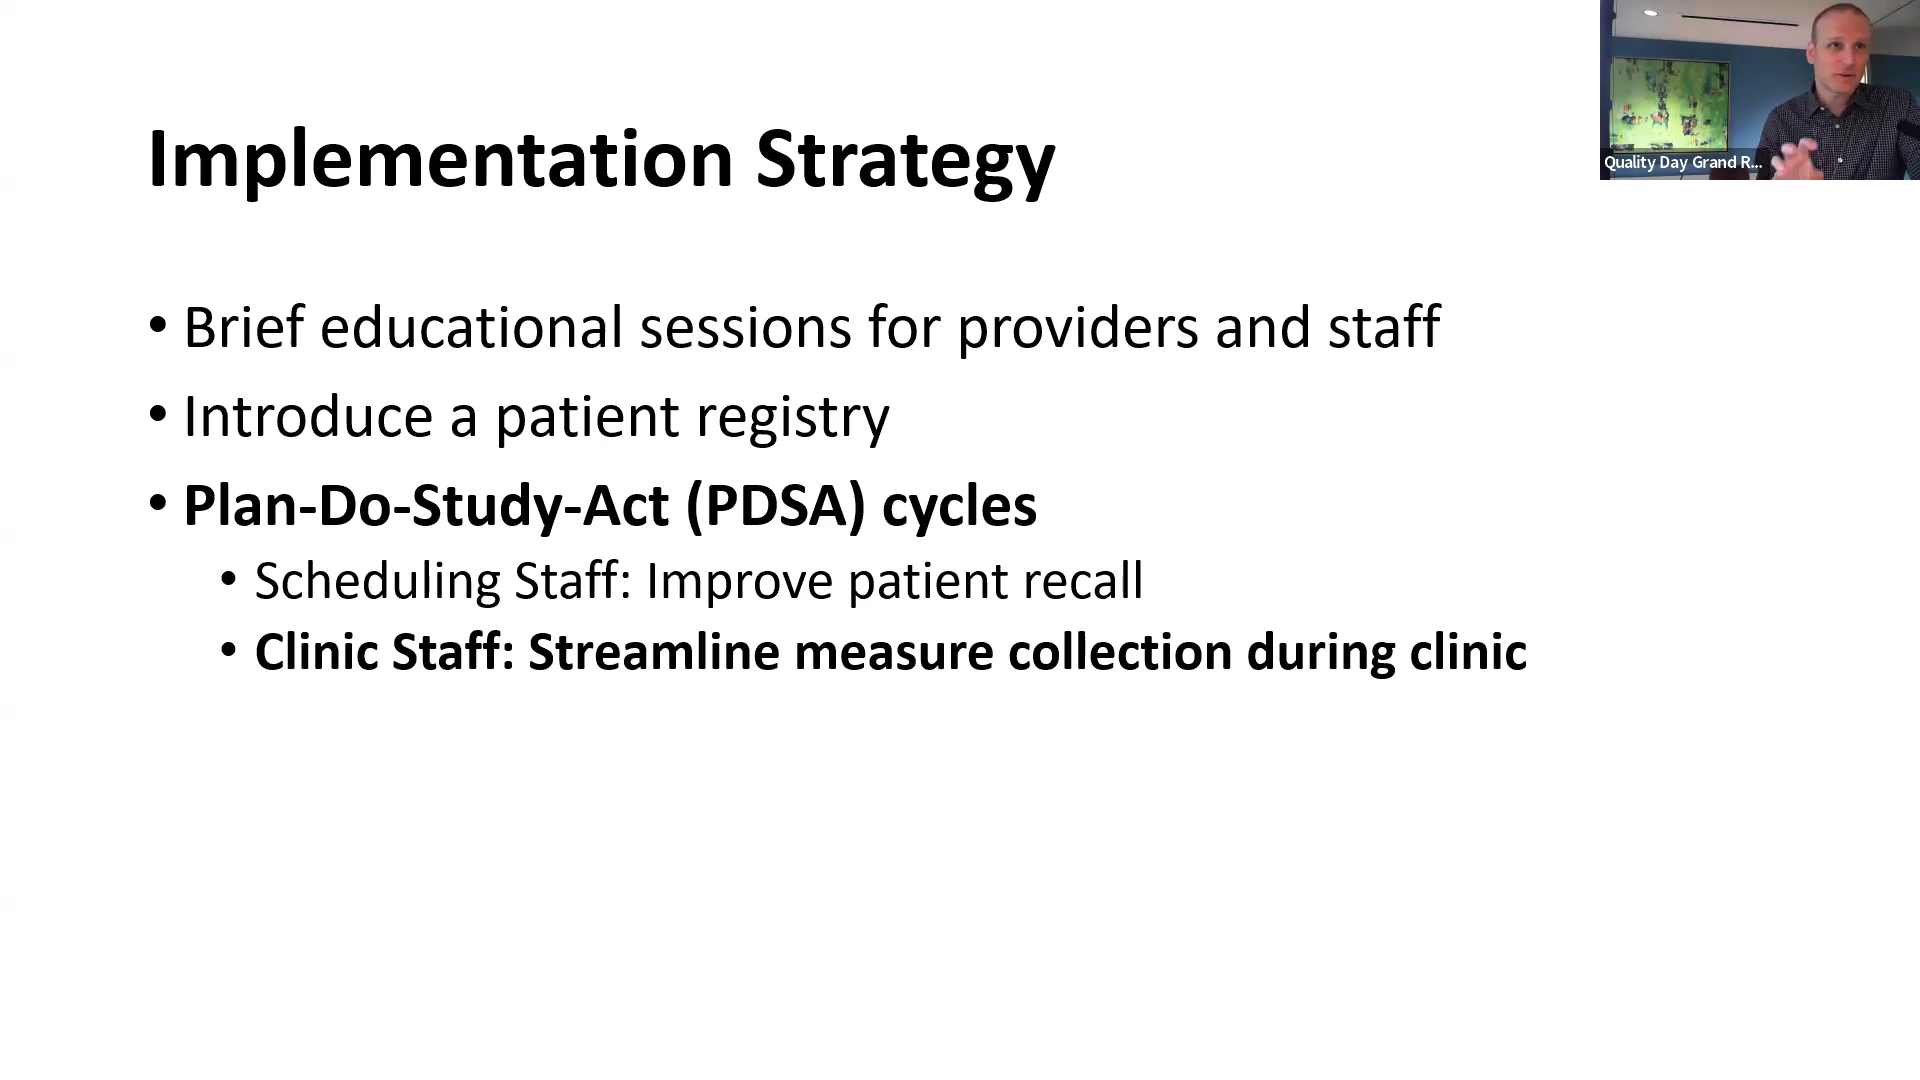 Implementation Strategy
• Brief educational sessions for providers and staff
• Introduce a patient registry
• Plan-Do-Study-Act (PDSA) cycles
• Scheduling Staff: Improve patient recall
• Clinic Staff: Streamline measure collection during clinic
Quality Day Grand R...